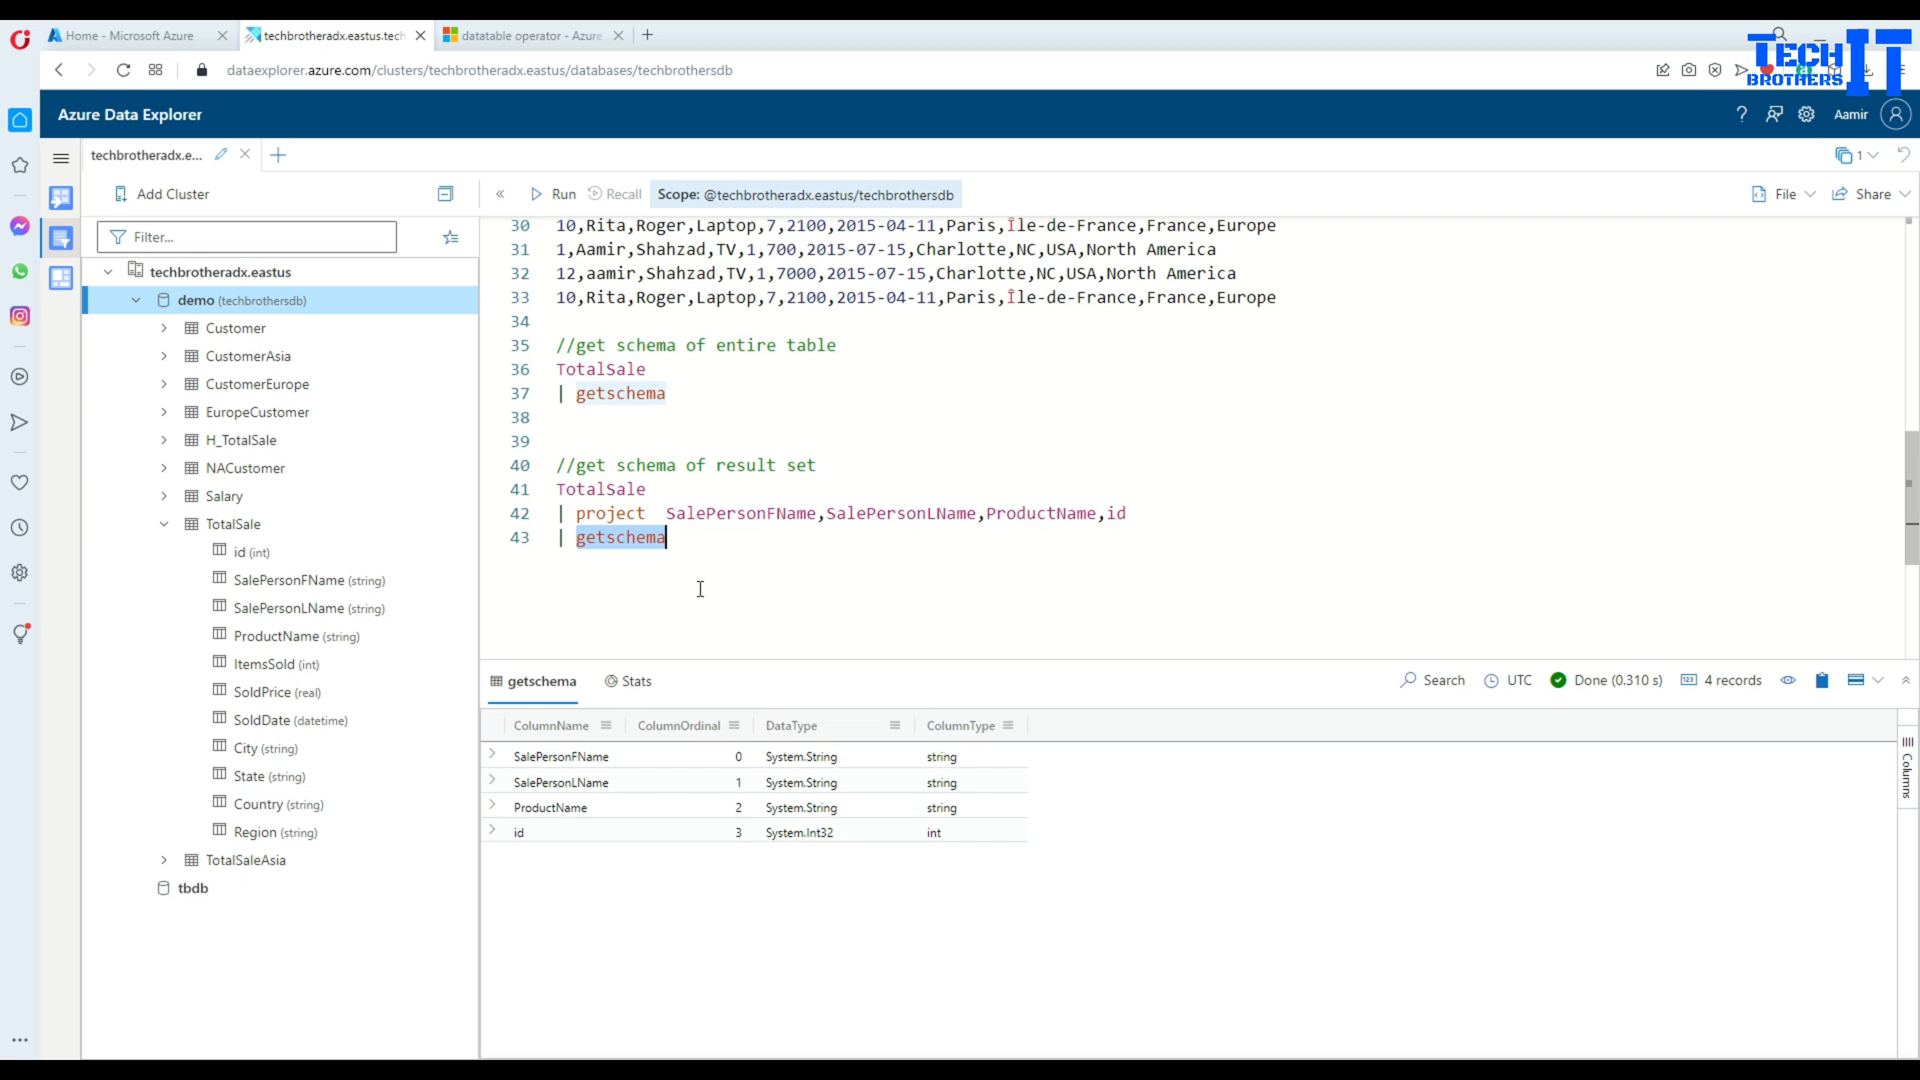 Home - Microsoft Azure
techbrotheradx.eastus.tech
datatable operator - Azure
dataexplorer.azure.com/clusters/techbrotheradx.eastus/databases/techbrothersdb
TECH
BROTHERS
IT
Azure Data Explorer
? Aamir
techbrotheradx.e...
1
Add Cluster
Run
Recall
Scope: @techbrotheradx.eastus/techbrothersdb
File
Share
Filter...
techbrotheradx.eastus
demo (techbrothersdb)
Customer
CustomerAsia
CustomerEurope
EuropeCustomer
H_TotalSale
NACustomer
Salary
TotalSale
id (int)
SalePersonFName (string)
SalePersonLName (string)
ProductName (string)
ItemsSold (int)
SoldPrice (real)
SoldDate (datetime)
City (string)
State (string)
Country (string)
Region (string)
TotalSaleAsia
tbdb
30 10,Rita,Roger,Laptop,7,2100,2015-04-11,Paris,Île-de-France,France,Europe
31 1,Aamir,Shahzad,TV,1,700,2015-07-15,Charlotte,NC,USA,North America
32 12,aamir,Shahzad,TV,1,7000,2015-07-15,Charlotte,NC,USA,North America
33 10,Rita,Roger,Laptop,7,2100,2015-04-11,Paris,Île-de-France,France,Europe
34
35 //get schema of entire table
36 TotalSale
37 | getschema
38
39
40 //get schema of result set
41 TotalSale
42 | project SalePersonFName,SalePersonLName,ProductName,id
43 | getschema
getschema
Stats
Search
UTC
Done (0.310 s)
4 records
ColumnName ColumnOrdinal DataType ColumnType
SalePersonFName 0 System.String string
SalePersonLName 1 System.String string
ProductName 2 System.String string
id 3 System.Int32 int
Columns